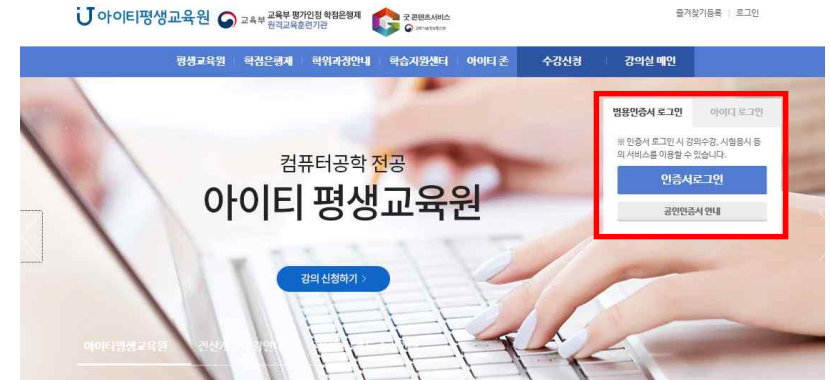 아이티평생교육원
교육부
교육부 평가인정 학점은행제
원격교육훈련기관
굿 콘텐츠서비스
즐겨찾기등록 | 로그인
평생교육원
학점은행제
학위과정안내
학습지원센터
아이티 존
수강신청
강의실 메인
범용인증서 로그인
아이디 로그인
※ 인증서 로그인 시 강의수강, 시험응시 등
의 서비스를 이용할 수 있습니다.
인증서로그인
공인인증서 안내
컴퓨터공학 전공
아이티 평생교육원
강의 신청하기 >
아이티평생교육원